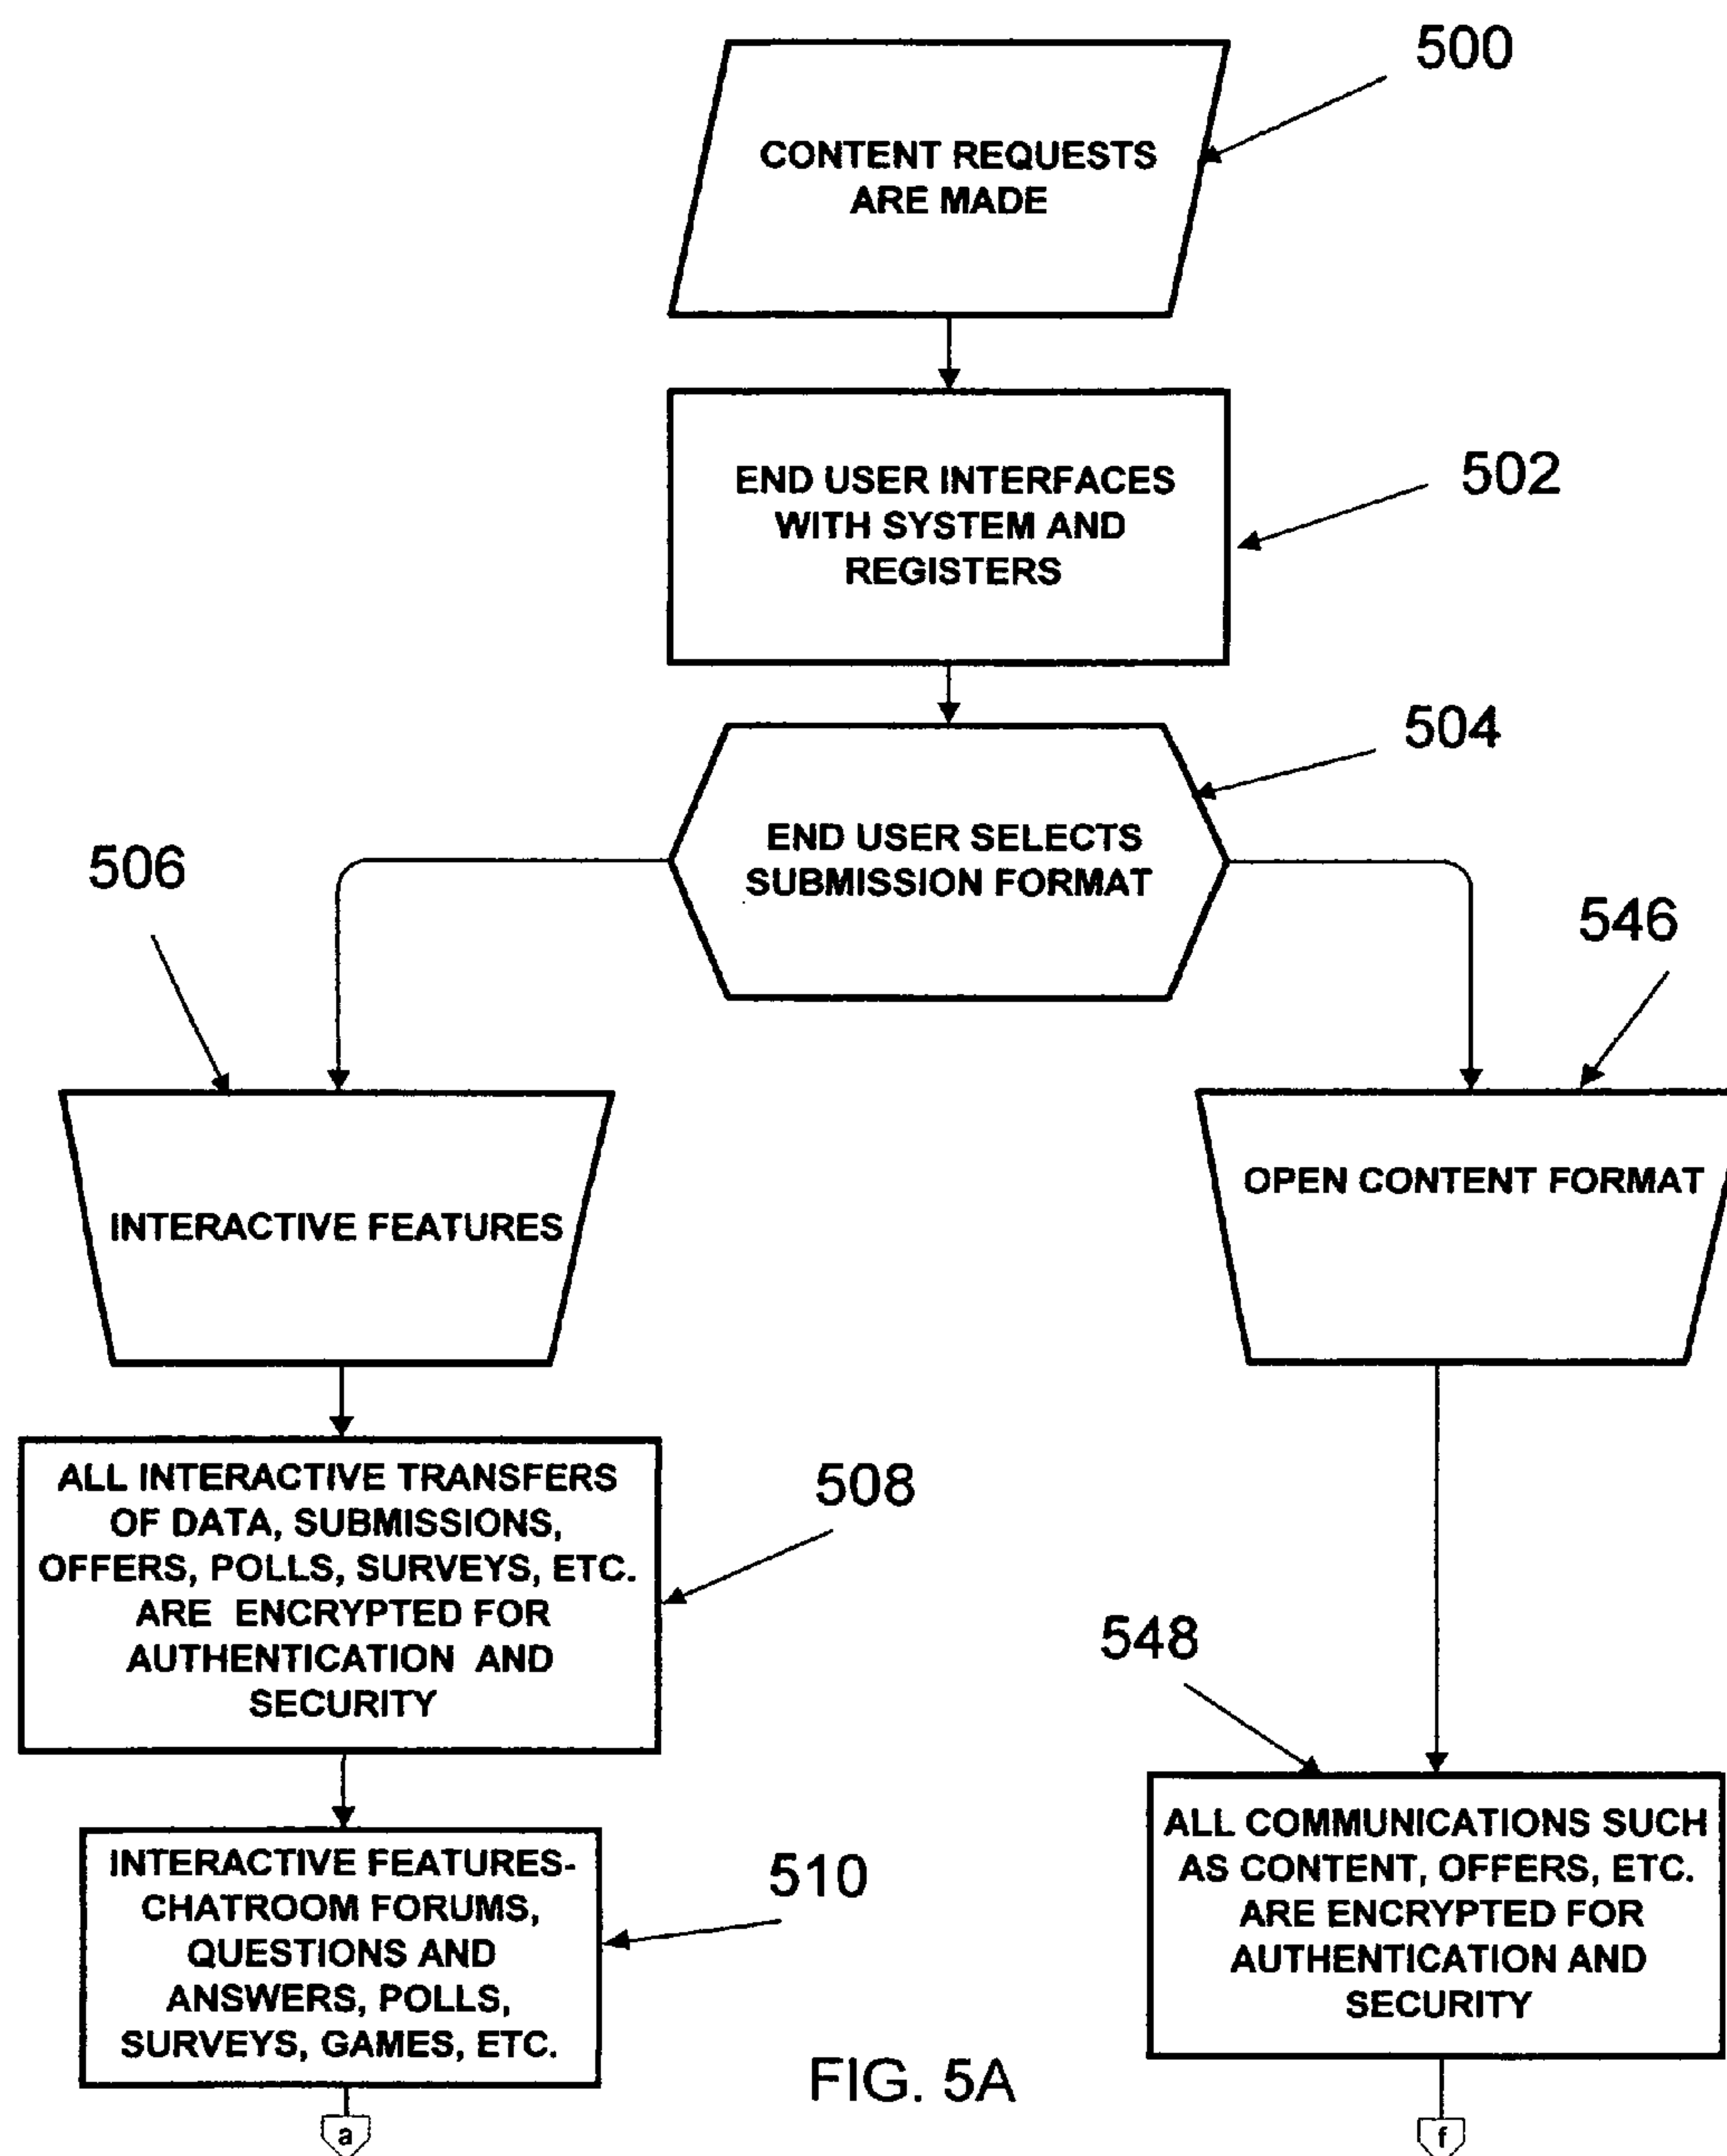 500
CONTENT REQUESTS
ARE MADE
502
END USER INTERFACES
WITH SYSTEM AND
REGISTERS
504
END USER SELECTS
SUBMISSION FORMAT
506
INTERACTIVE FEATURES
546
OPEN CONTENT FORMAT
508
ALL INTERACTIVE TRANSFERS
OF DATA, SUBMISSIONS,
OFFERS, POLLS, SURVEYS, ETC.
ARE ENCRYPTED FOR
AUTHENTICATION AND
SECURITY
548
ALL COMMUNICATIONS SUCH
AS CONTENT, OFFERS, ETC.
ARE ENCRYPTED FOR
AUTHENTICATION AND
SECURITY
510
INTERACTIVE FEATURES-
CHATROOM FORUMS,
QUESTIONS AND
ANSWERS, POLLS,
SURVEYS, GAMES, ETC.
a
f
FIG. 5A